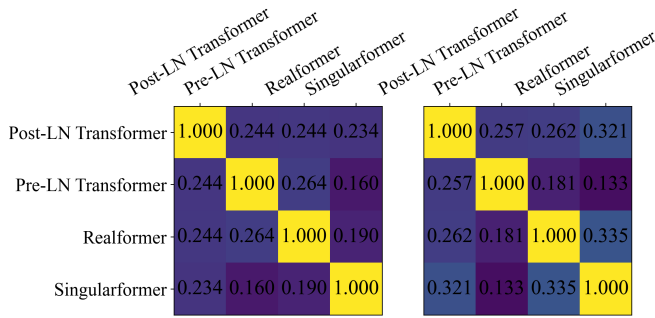 Post-LN Transformer
Pre-LN Transformer
Realformer
Singularformer
Post-LN Transformer
Pre-LN Transformer
Realformer
Singularformer
Post-LN Transformer 1.000 0.244 0.244 0.234 1.000 0.257 0.262 0.321
Pre-LN Transformer 0.244 1.000 0.264 0.160 0.257 1.000 0.181 0.133
Realformer 0.244 0.264 1.000 0.190 0.262 0.181 1.000 0.335
Singularformer 0.234 0.160 0.190 1.000 0.321 0.133 0.335 1.000